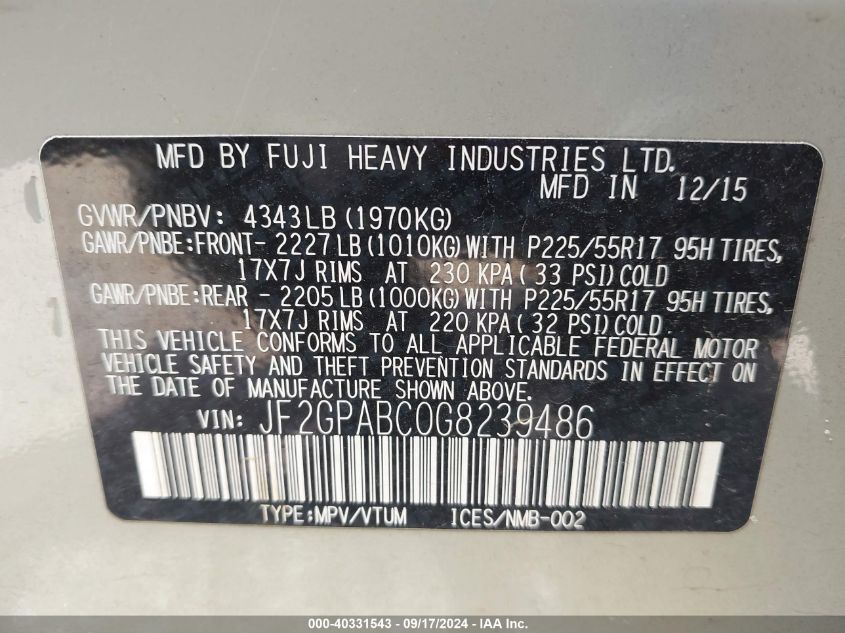 MFD BY FUJI HEAVY INDUSTRIES LTD.
MFD IN 12/15
GVWR/PNBV: 4343LB (1970KG)
GAWR/PNBE:FRONT- 2227 LB (1010KG) WITH P225/55R17 95H TIRES,
17X7J RIMS AT 230 KPA ( 33 PSI) COLD
GAWR/PNBE:REAR - 2205 LB (1000KG) WITH P225/55R17 95H TIRES,
17X7J RIMS AT 220 KPA ( 32 PSI) COLD
THIS VEHICLE CONFORMS TO ALL APPLICABLE FEDERAL MOTOR
VEHICLE SAFETY AND THEFT PREVENTION STANDARDS IN EFFECT ON
THE DATE OF MANUFACTURE SHOWN ABOVE.
VIN: JF2GPABC0G8239486
TYPE:MPV/VTUM ICES/NMB-002
000-40331543 - 09/17/2024 - IAA Inc.